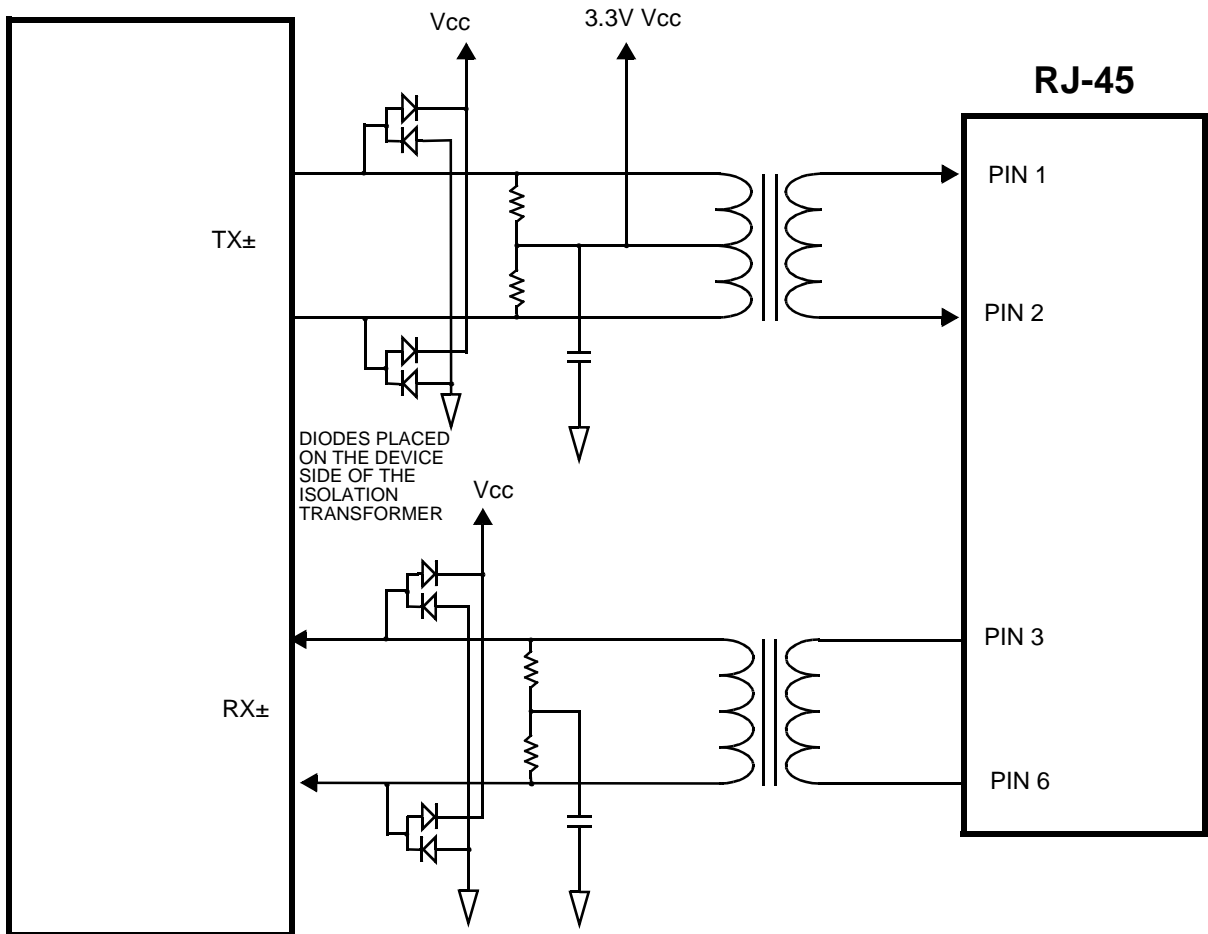 Vcc
3.3V Vcc
RJ-45
PIN 1
TX±
PIN 2
DIODES PLACED
ON THE DEVICE
SIDE OF THE
ISOLATION
TRANSFORMER
Vcc
PIN 3
RX±
PIN 6